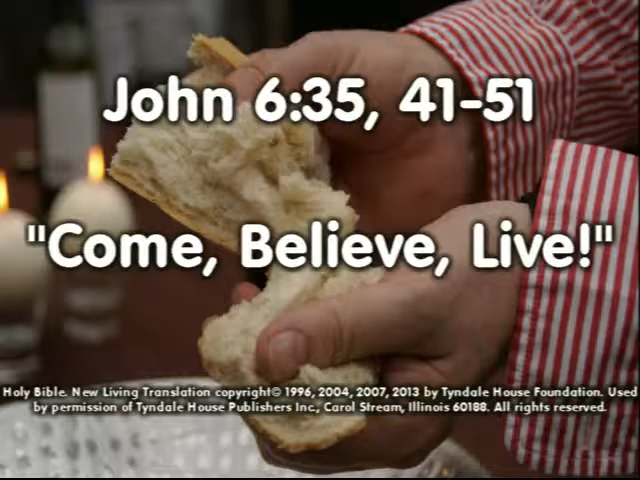 John 6:35, 41-51
"Come, Believe, Live!"
Holy Bible. New Living Translation copyright© 1996, 2004, 2007, 2013 by Tyndale House Foundation. Used
by permission of Tyndale House Publishers Inc., Carol Stream, Illinois 60188. All rights reserved.